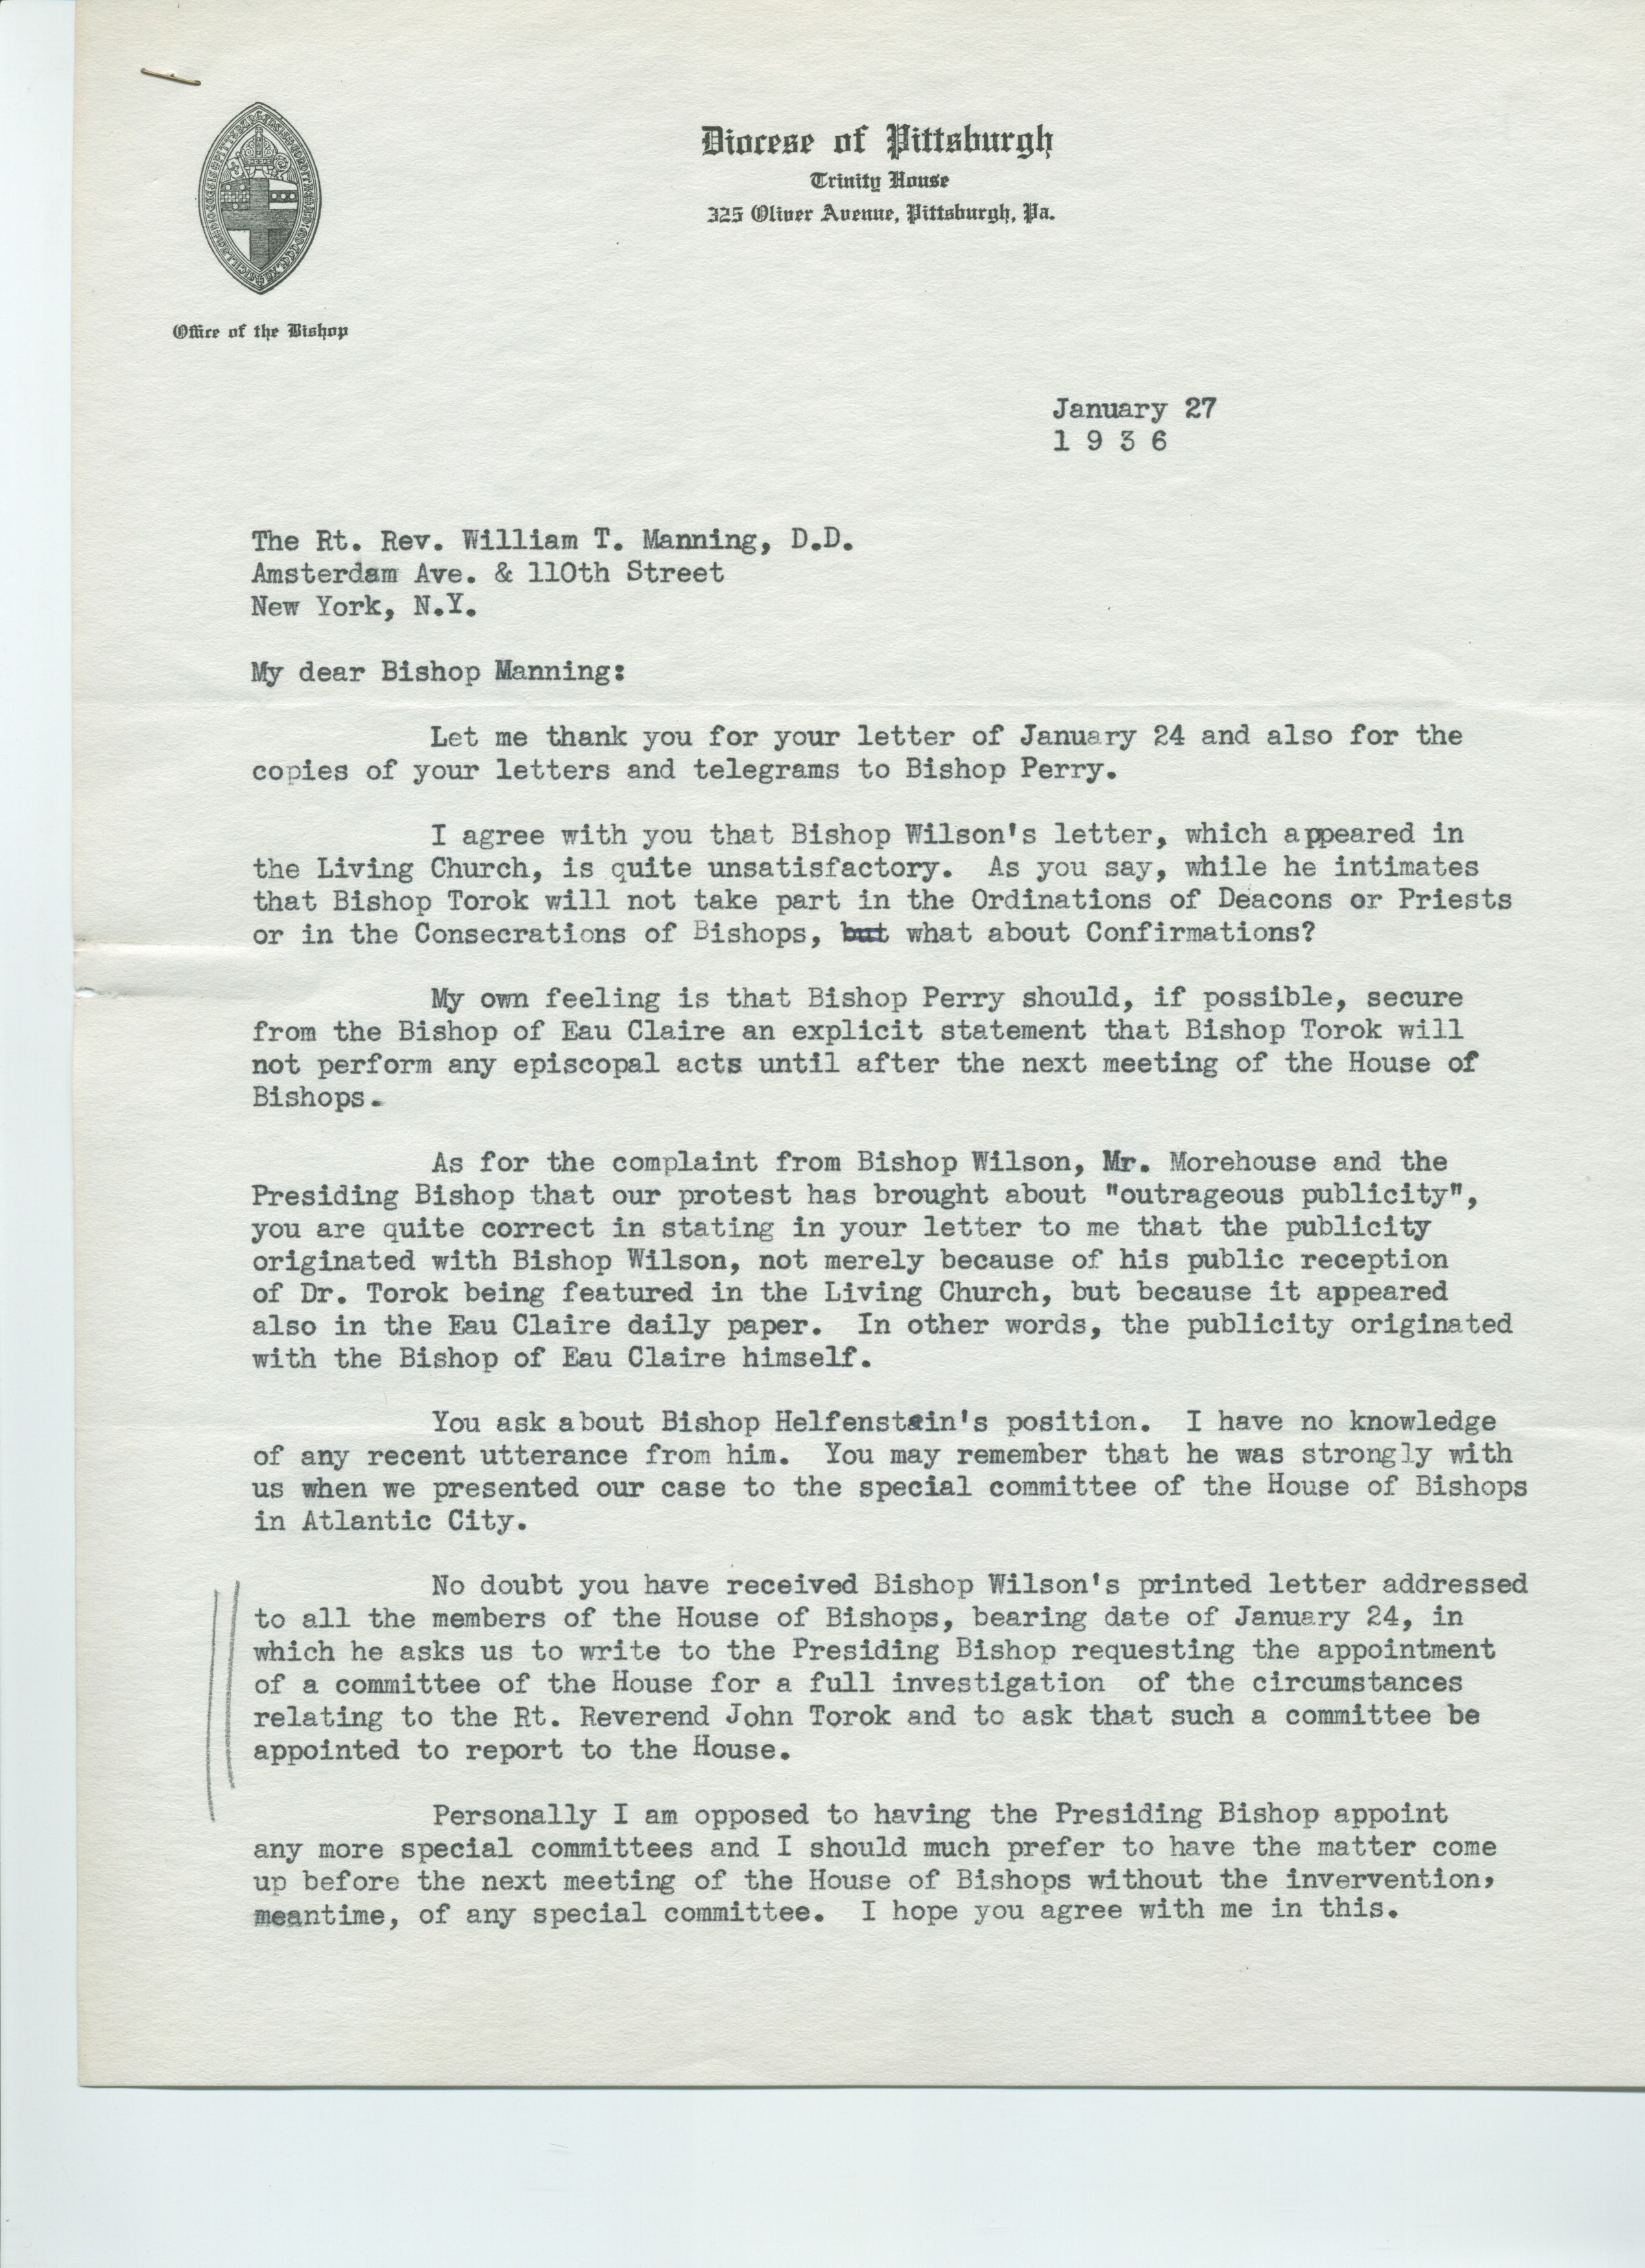 Diocese of Pittsburgh
Trinity House
325 Oliver Avenue, Pittsburgh, Pa.
Office of the Bishop
January 27
1 9 3 6
The Rt. Rev. William T. Manning, D.D.
Amsterdam Ave. & 110th Street
New York, N.Y.
My dear Bishop Manning:
Let me thank you for your letter of January 24 and also for the
copies of your letters and telegrams to Bishop Perry.
I agree with you that Bishop Wilson's letter, which appeared in
the Living Church, is quite unsatisfactory. As you say, while he intimates
that Bishop Torok will not take part in the Ordinations of Deacons or Priests
or in the Consecrations of Bishops, but what about Confirmations?
My own feeling is that Bishop Perry should, if possible, secure
from the Bishop of Eau Claire an explicit statement that Bishop Torok will
not perform any episcopal acts until after the next meeting of the House of
Bishops.
As for the complaint from Bishop Wilson, Mr. Morehouse and the
Presiding Bishop that our protest has brought about "outrageous publicity",
you are quite correct in stating in your letter to me that the publicity
originated with Bishop Wilson, not merely because of his public reception
of Dr. Torok being featured in the Living Church, but because it appeared
also in the Eau Claire daily paper. In other words, the publicity originated
with the Bishop of Eau Claire himself.
You ask about Bishop Helfenstein's position. I have no knowledge
of any recent utterance from him. You may remember that he was strongly with
us when we presented our case to the special committee of the House of Bishops
in Atlantic City.
No doubt you have received Bishop Wilson's printed letter addressed
to all the members of the House of Bishops, bearing date of January 24, in
which he asks us to write to the Presiding Bishop requesting the appointment
of a committee of the House for a full investigation of the circumstances
relating to the Rt. Reverend John Torok and to ask that such a committee be
appointed to report to the House.
Personally I am opposed to having the Presiding Bishop appoint
any more special committees and I should much prefer to have the matter come
up before the next meeting of the House of Bishops without the invervention,
meantime, of any special committee. I hope you agree with me in this.